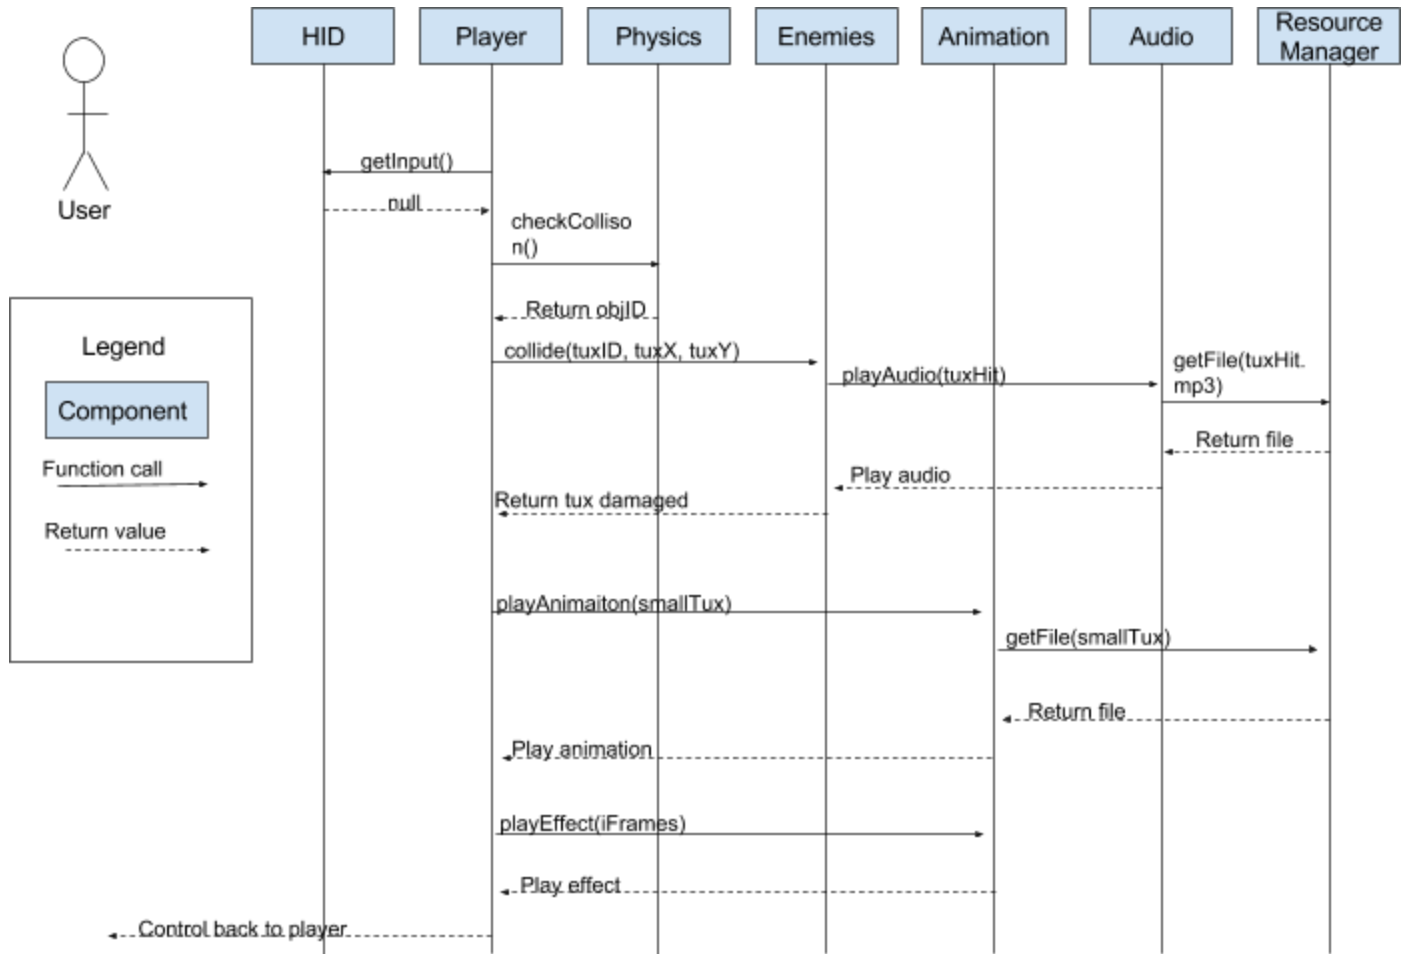 HID
Player
Physics
Enemies
Animation
Audio
Resource
Manager
User
getInput()
null
checkColliso
n()
Return objID
collide(tuxID, tuxX, tuxY)
playAudio(tuxHit)
getFile(tuxHit.
mp3)
Return file
Play audio
Return tux damaged
Legend
Component
Function call
Return value
playAnimaiton(smallTux)
getFile(smallTux)
Return file
Play animation
playEffect(iFrames)
Play effect
Control back to player